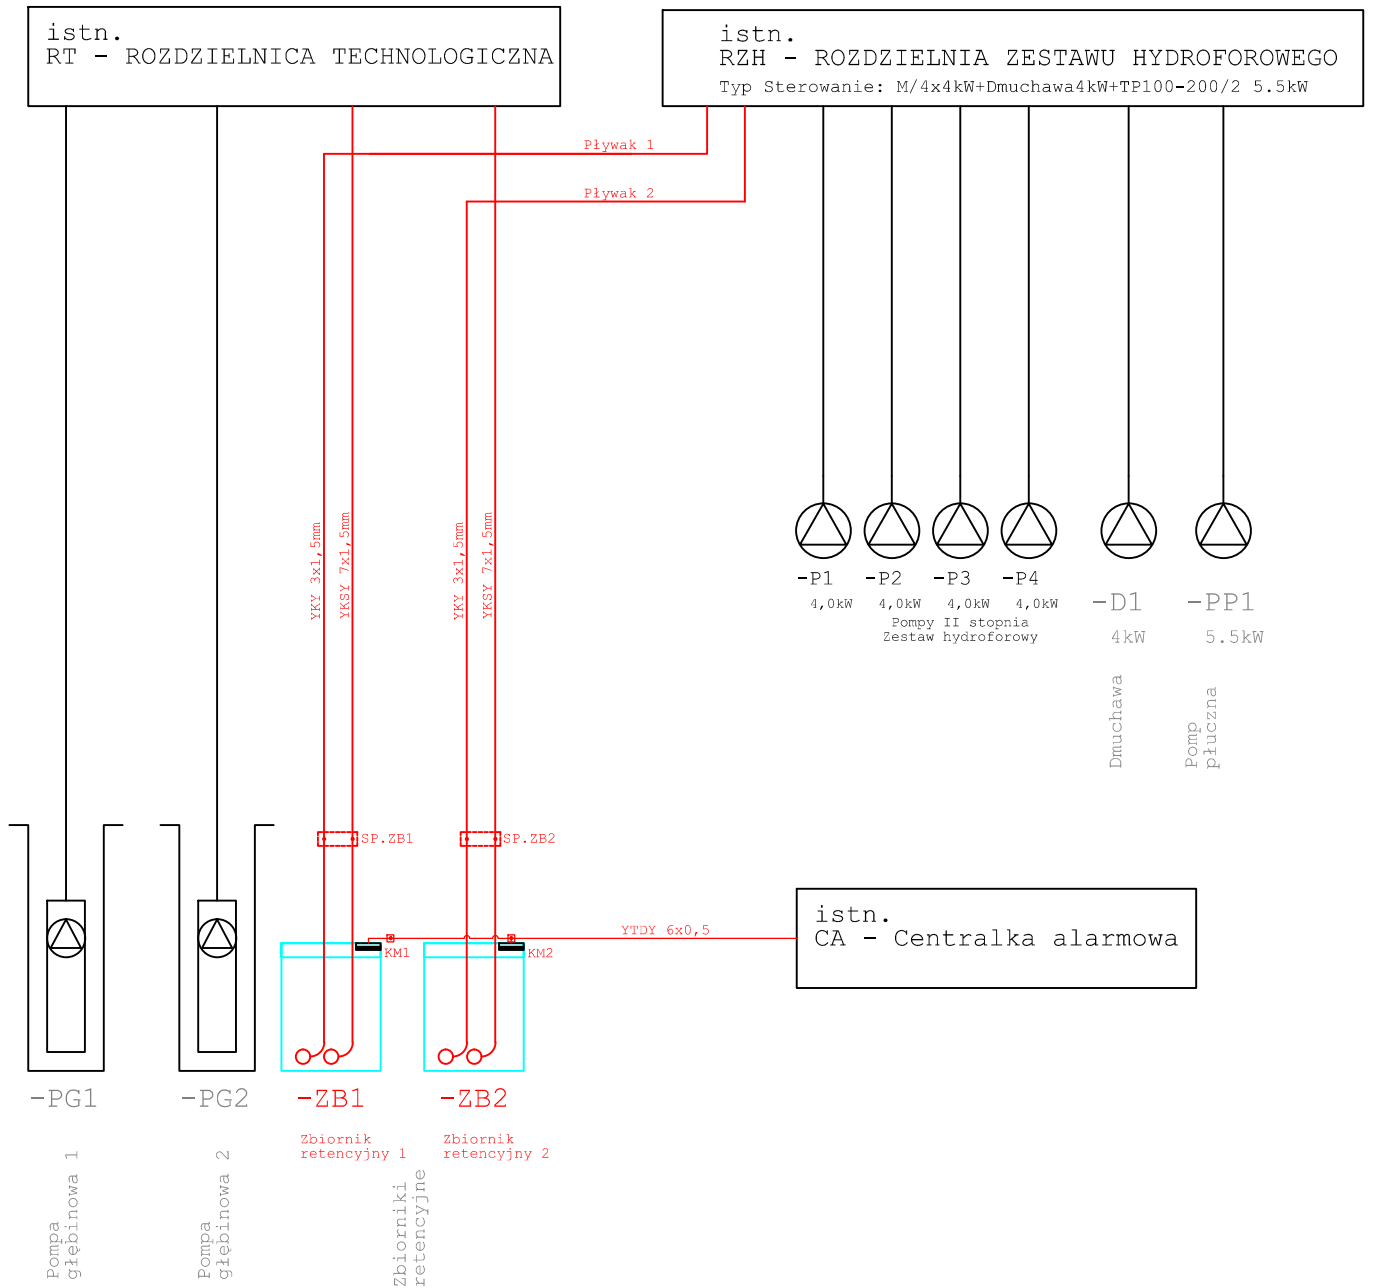 istn.
RT - ROZDZIELNICA TECHNOLOGICZNA
istn.
RZH - ROZDZIELNIA ZESTAWU HYDROFOROWEGO
Typ Sterowanie: M/4x4kW+Dmuchawa4kW+TP100-200/2 5.5kW
Pływak 1
Pływak 2
YKY 3x1,5mm
YKSY 7x1,5mm
YKY 3x1,5mm
YKSY 7x1,5mm
-P1
-P2
-P3
-P4
4,0kW
4,0kW
4,0kW
4,0kW
Pompy II stopnia
Zestaw hydroforowy
-D1
4kW
Dmuchawa
-PP1
5.5kW
Pomp
płuczna
SP.ZB1
SP.ZB2
KM1
KM2
YTDY 6x0,5
istn.
CA - Centralka alarmowa
-PG1
-PG2
-ZB1
-ZB2
Zbiornik
retencyjny 1
Zbiornik
retencyjny 2
Pompa
głębinowa 1
Pompa
głębinowa 2
Zbiorniki
retencyjne